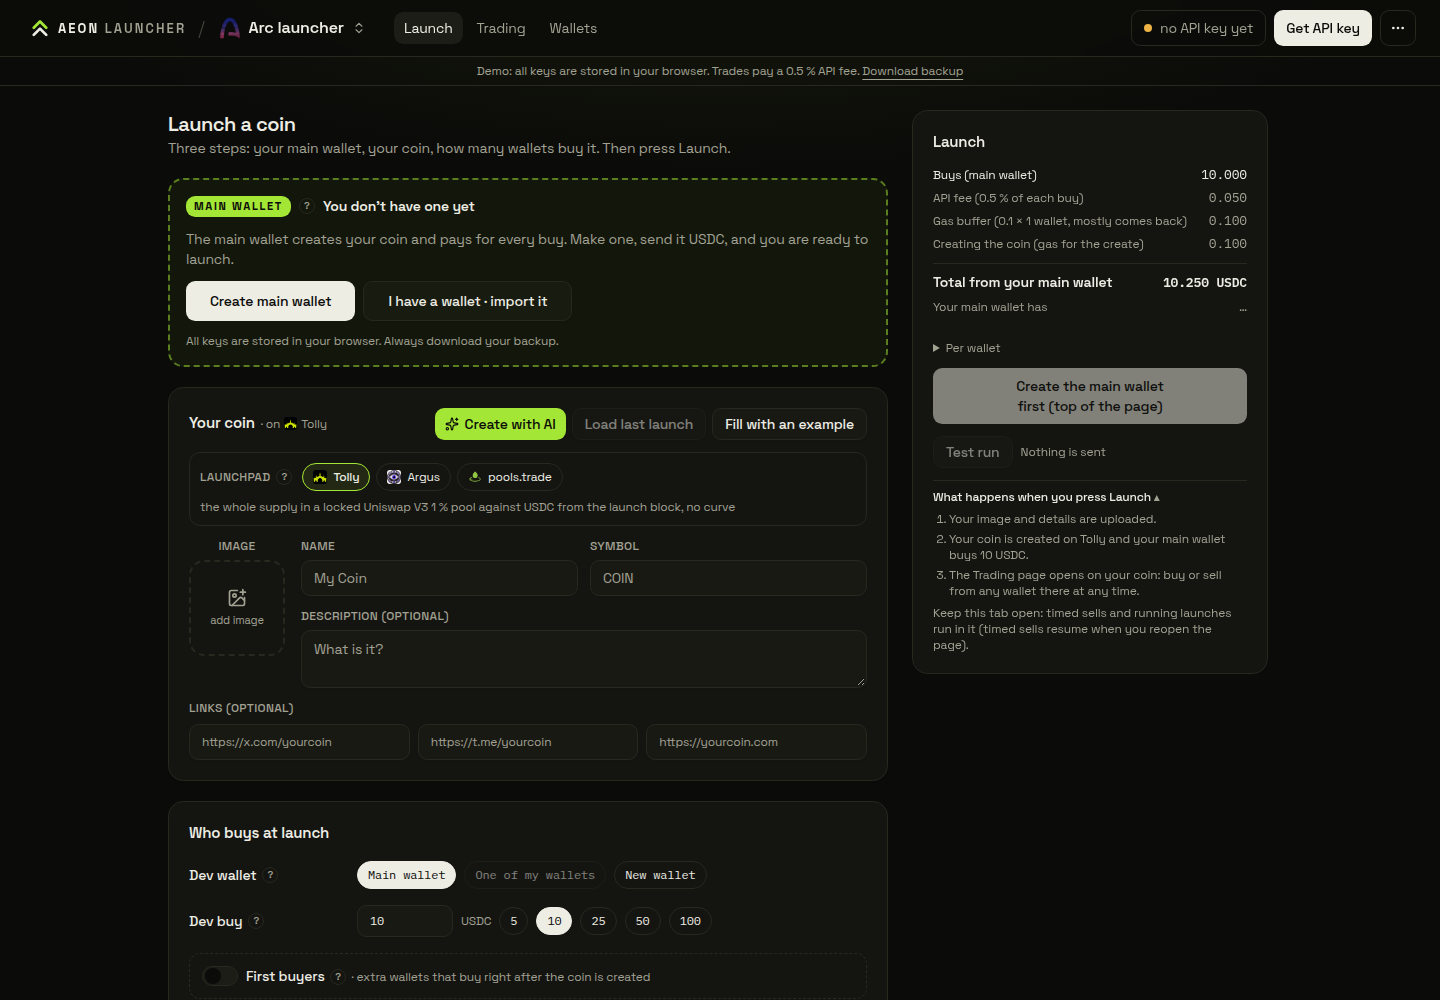 AEON LAUNCHER / Arc launcher Launch Trading Wallets no API key yet Get API key ...
Demo: all keys are stored in your browser. Trades pay a 0.5 % API fee. Download backup
Launch a coin
Three steps: your main wallet, your coin, how many wallets buy it. Then press Launch.
MAIN WALLET ? You don't have one yet
The main wallet creates your coin and pays for every buy. Make one, send it USDC, and you are ready to
launch.
Create main wallet I have a wallet · import it
All keys are stored in your browser. Always download your backup.
Your coin · on Tolly Create with AI Load last launch Fill with an example
LAUNCHPAD ? Tolly Argus pools.trade
the whole supply in a locked Uniswap V3 1 % pool against USDC from the launch block, no curve
IMAGE NAME SYMBOL
My Coin COIN
add image
DESCRIPTION (OPTIONAL)
What is it?
LINKS (OPTIONAL)
https://x.com/yourcoin https://t.me/yourcoin https://yourcoin.com
Who buys at launch
Dev wallet ? Main wallet One of my wallets New wallet
Dev buy ? 10 USDC 5 10 25 50 100
First buyers ? · extra wallets that buy right after the coin is created
Launch
Buys (main wallet) 10.000
API fee (0.5 % of each buy) 0.050
Gas buffer (0.1 × 1 wallet, mostly comes back) 0.100
Creating the coin (gas for the create) 0.100
Total from your main wallet 10.250 USDC
Your main wallet has …
▶ Per wallet
Create the main wallet
first (top of the page)
Test run Nothing is sent
What happens when you press Launch ▴
1. Your image and details are uploaded.
2. Your coin is created on Tolly and your main wallet
buys 10 USDC.
3. The Trading page opens on your coin: buy or sell
from any wallet there at any time.
Keep this tab open: timed sells and running launches
run in it (timed sells resume when you reopen the
page).